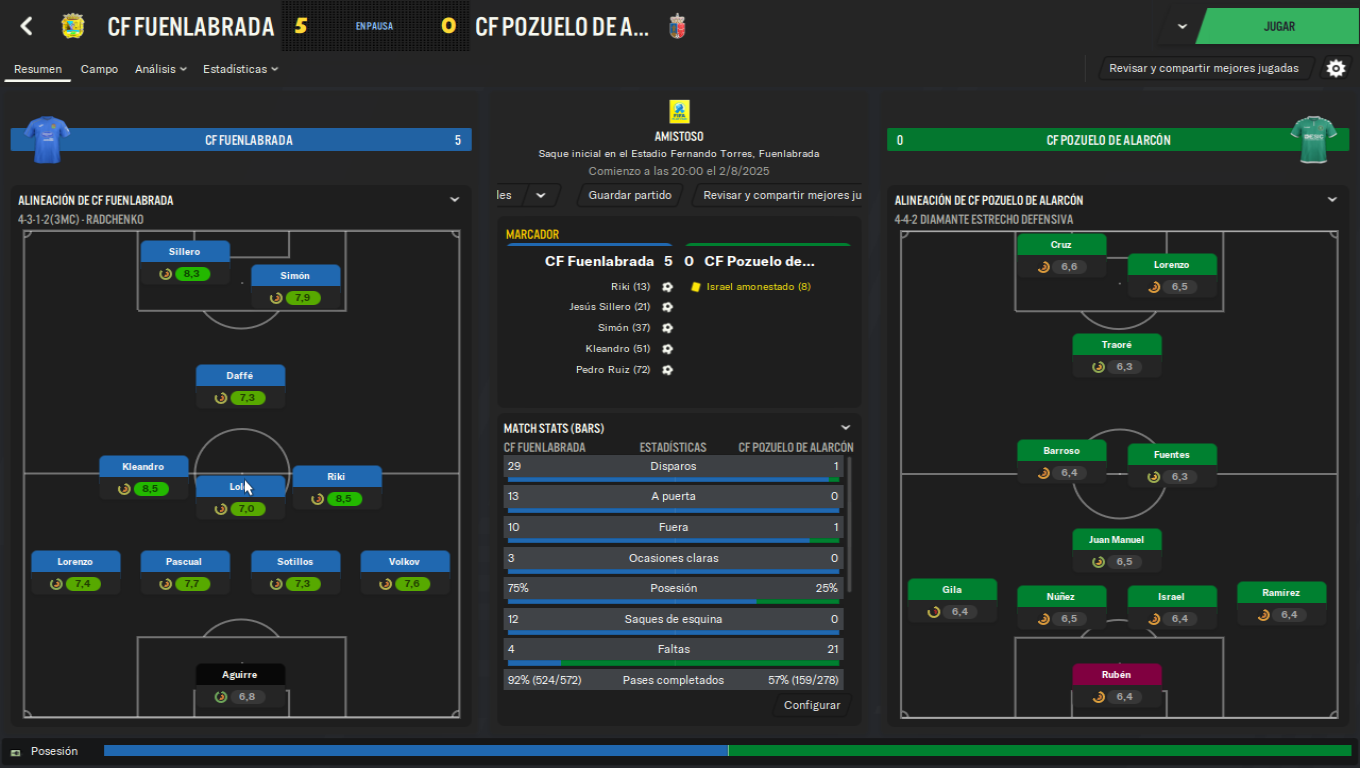 CF FUENLABRADA 5 EN PAUSA 0 CF POZUELO DE A... JUGAR
Resumen Campo Análisis Estadísticas Revisar y compartir mejores jugadas
CF FUENLABRADA 5
ALINEACIÓN DE CF FUENLABRADA
4-3-1-2(3MC) - RADCHENKO
Sillero
8,3
Simón
7,9
Daffé
7,3
Kleandro
8,5
Riki
8,5
7,0
Lorenzo Pascual Sotillos Volkov
7,4 7,7 7,3 7,6
Aguirre
6,8
AMISTOSO
Saque inicial en el Estadio Fernando Torres, Fuenlabrada
Comienzo a las 20:00 el 2/8/2025
les Guardar partido Revisar y compartir mejores ju
MARCADOR
CF Fuenlabrada 5 0 CF Pozuelo de...
Riki (13) Israel amonestado (8)
Jesús Sillero (21)
Simón (37)
Kleandro (51)
Pedro Ruiz (72)
MATCH STATS (BARS)
CF FUENLABRADA ESTADÍSTICAS CF POZUELO DE ALARCÓN
29 Disparos 1
13 A puerta 0
10 Fuera 1
3 Ocasiones claras 0
75% Posesión 25%
12 Saques de esquina 0
4 Faltas 21
92% (524/572) Pases completados 57% (159/278)
Configurar
0 CF POZUELO DE ALARCÓN
ALINEACIÓN DE CF POZUELO DE ALARCÓN
4-4-2 DIAMANTE ESTRECHO DEFENSIVA
Cruz
6,6
Lorenzo
6,5
Traoré
6,3
Barroso Fuentes
6,4 6,3
Juan Manuel
6,5
Gila Núñez Israel Ramírez
6,4 6,5 6,4 6,4
Rubén
6,4
Posesión